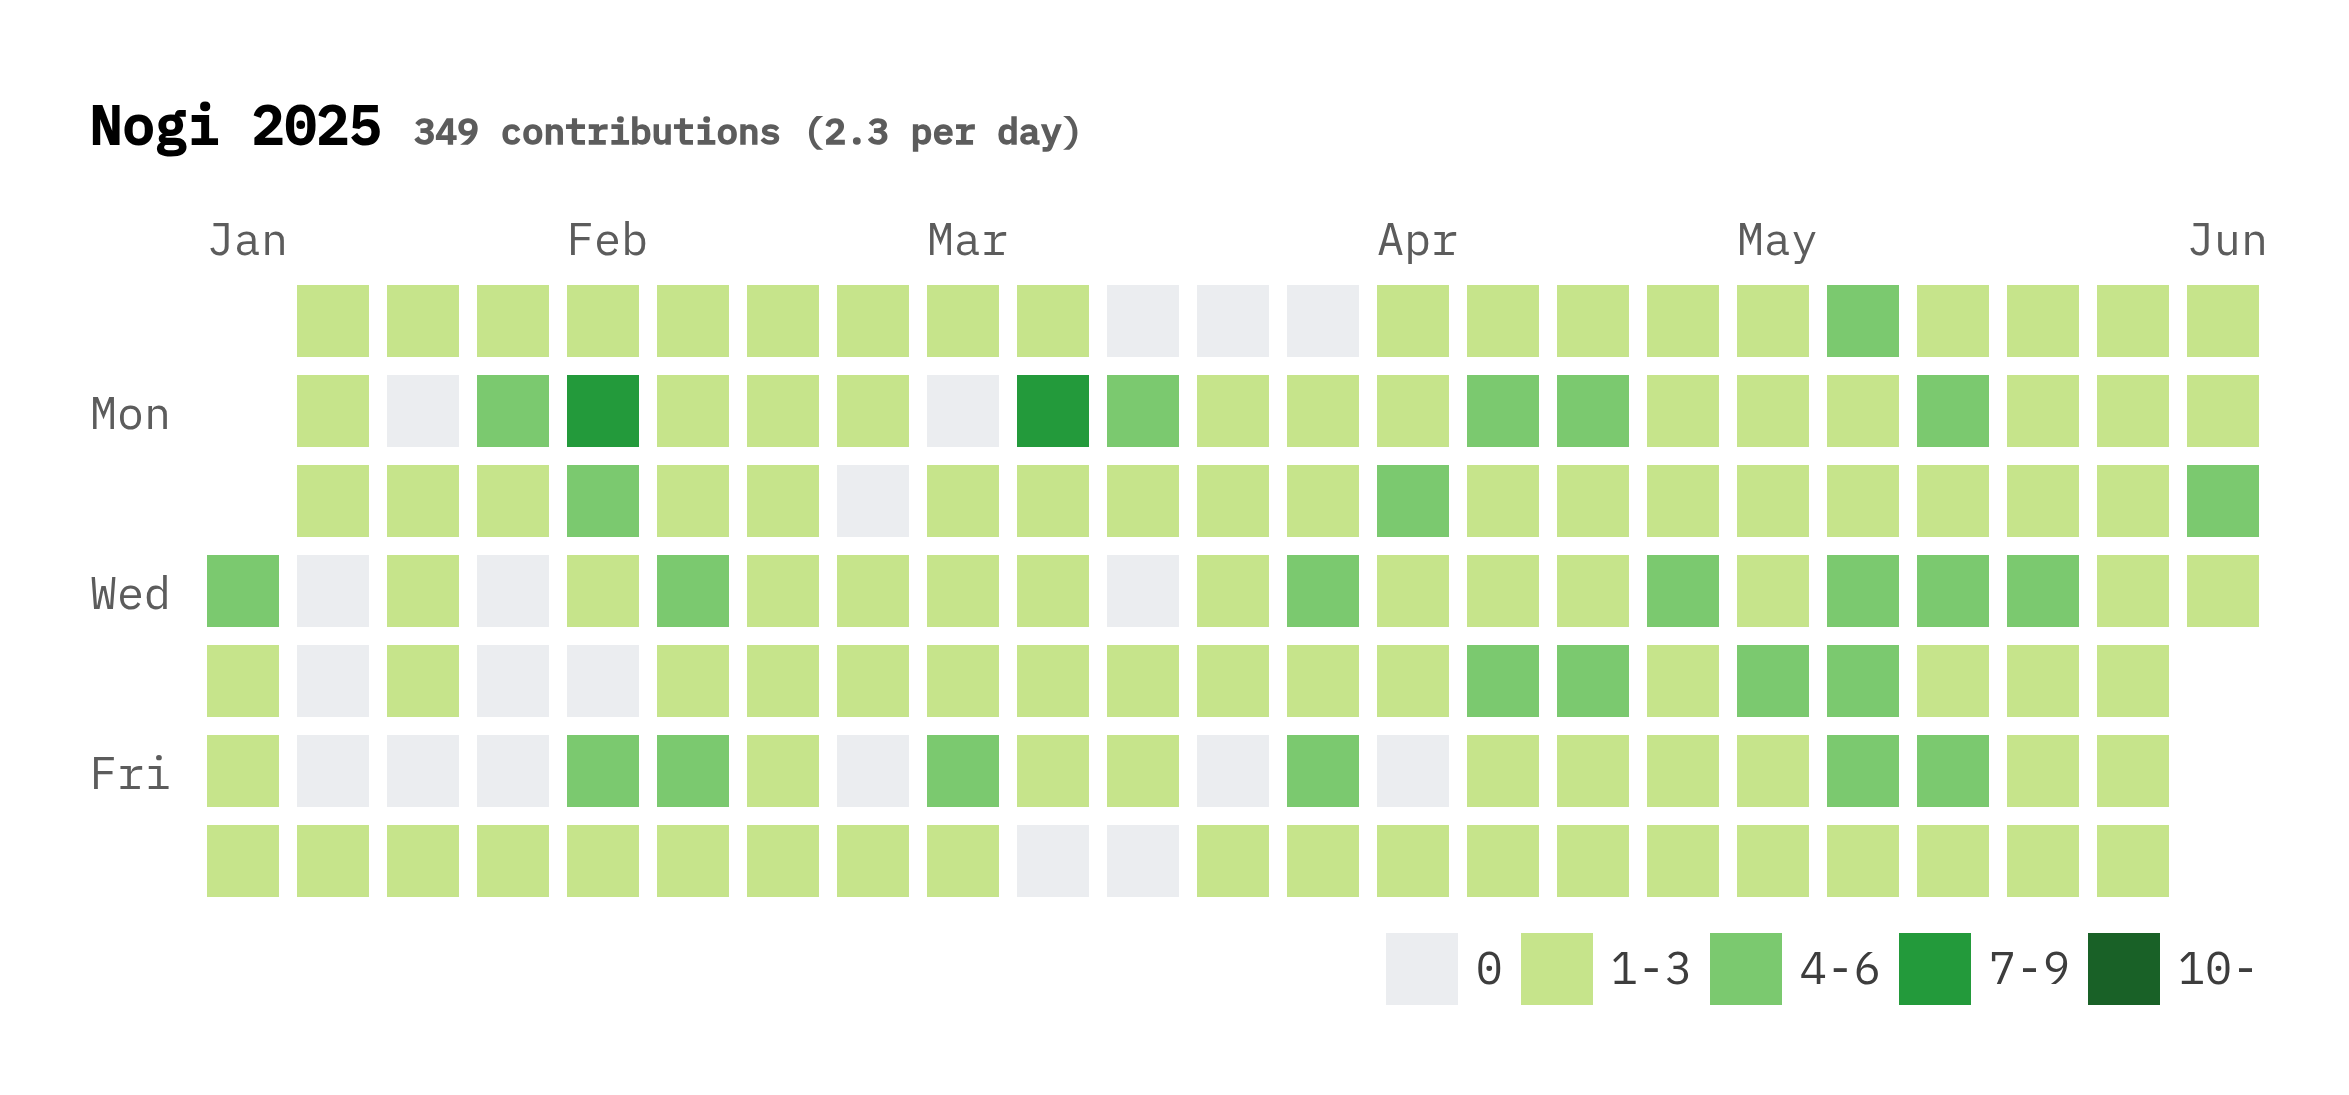 Nogi 2025 349 contributions (2.3 per day)
Jan Feb Mar Apr May Jun
Mon
Wed
Fri
0 1-3 4-6 7-9 10-